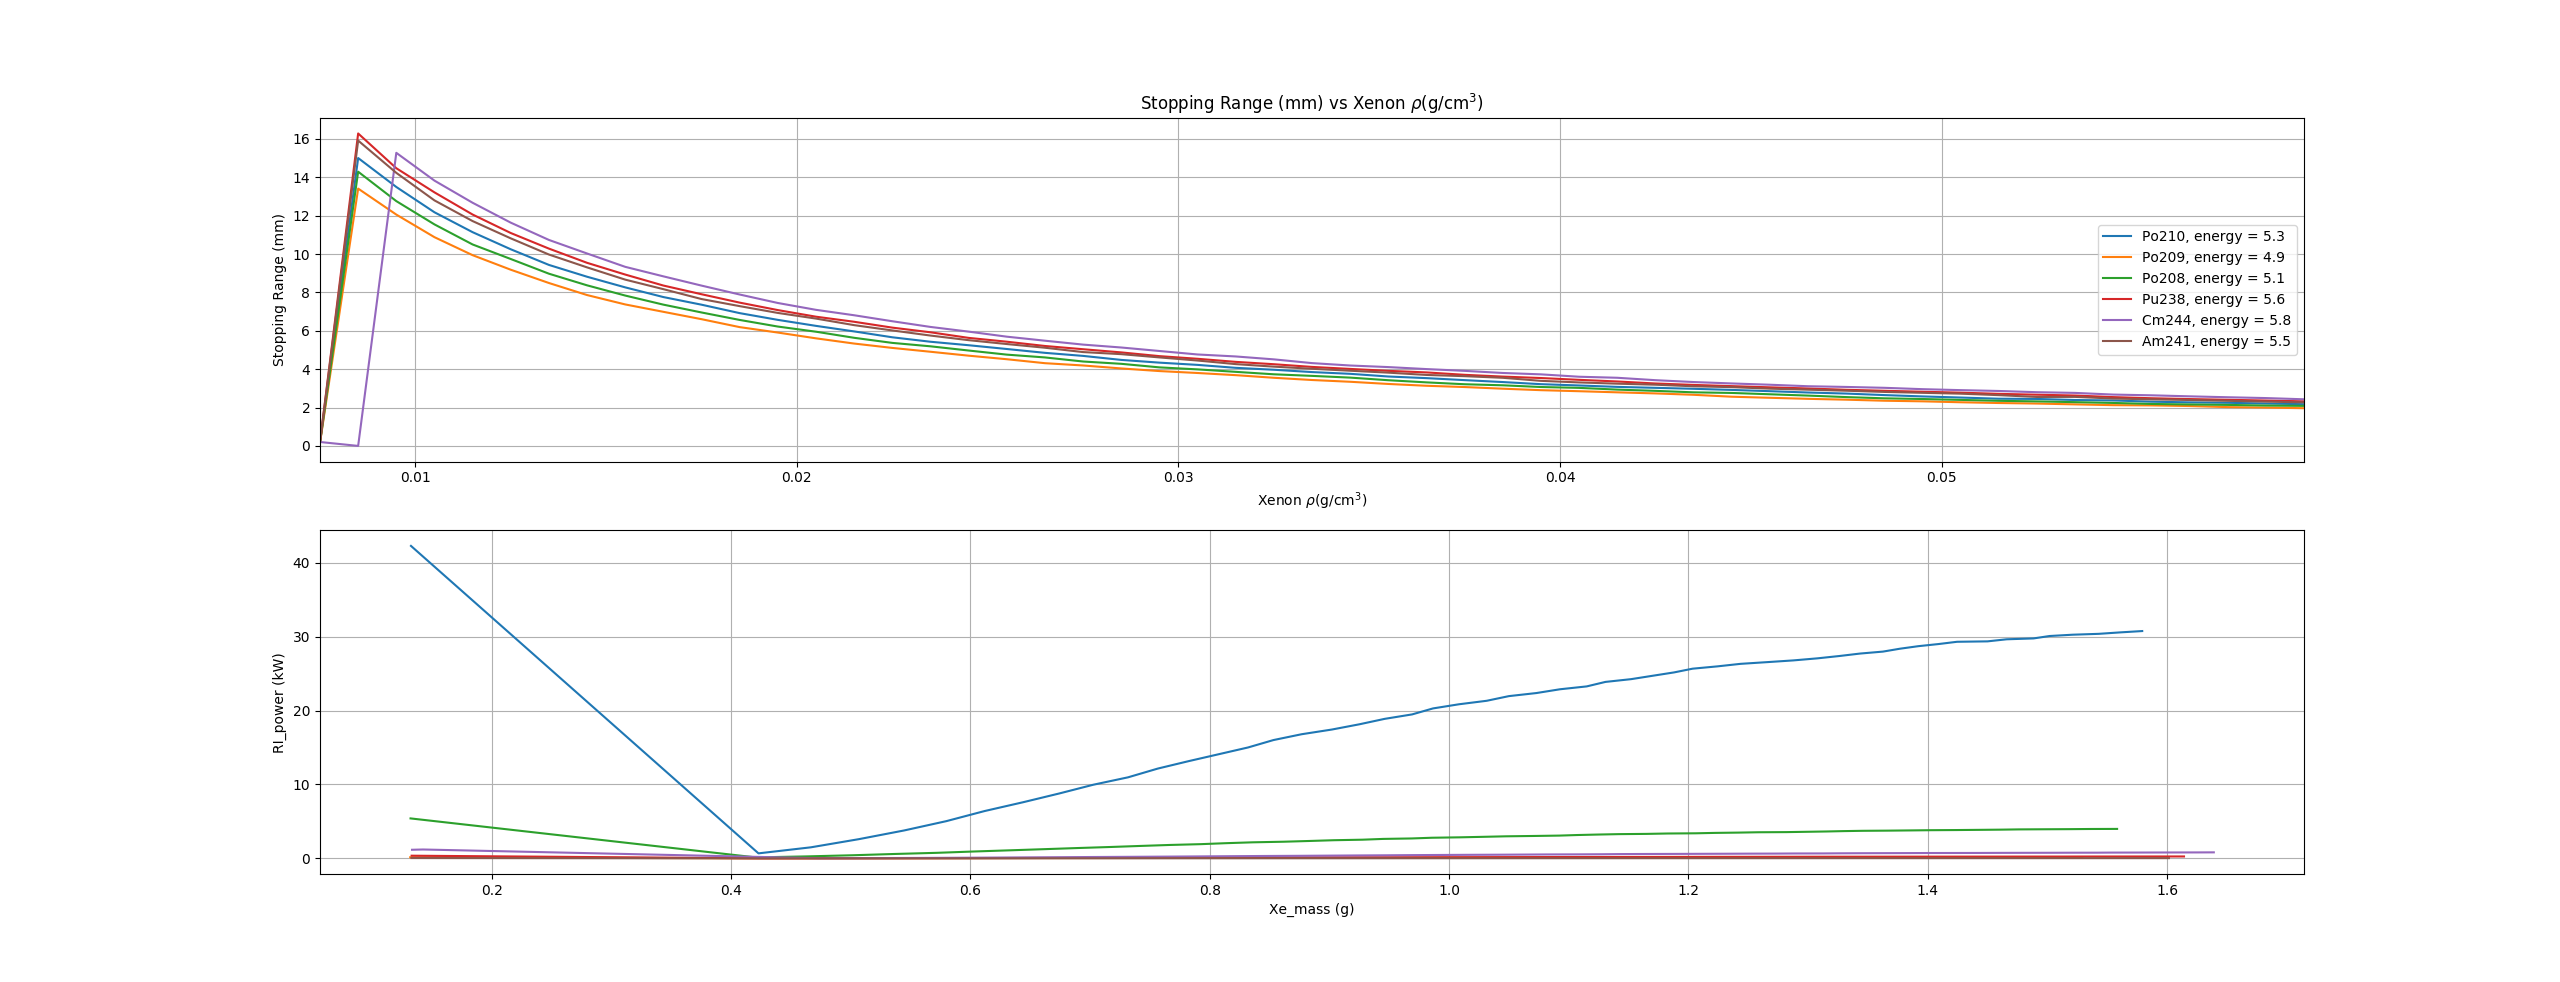 Stopping Range (mm) vs Xenon ρ(g/cm³)
Stopping Range (mm)
16
14
12
10
8
6
4
2
0
Po210, energy = 5.3
Po209, energy = 4.9
Po208, energy = 5.1
Pu238, energy = 5.6
Cm244, energy = 5.8
Am241, energy = 5.5
0.01 0.02 0.03 0.04 0.05
Xenon ρ(g/cm³)
RI_power (kW)
40
30
20
10
0
0.2 0.4 0.6 0.8 1.0 1.2 1.4 1.6
Xe_mass (g)